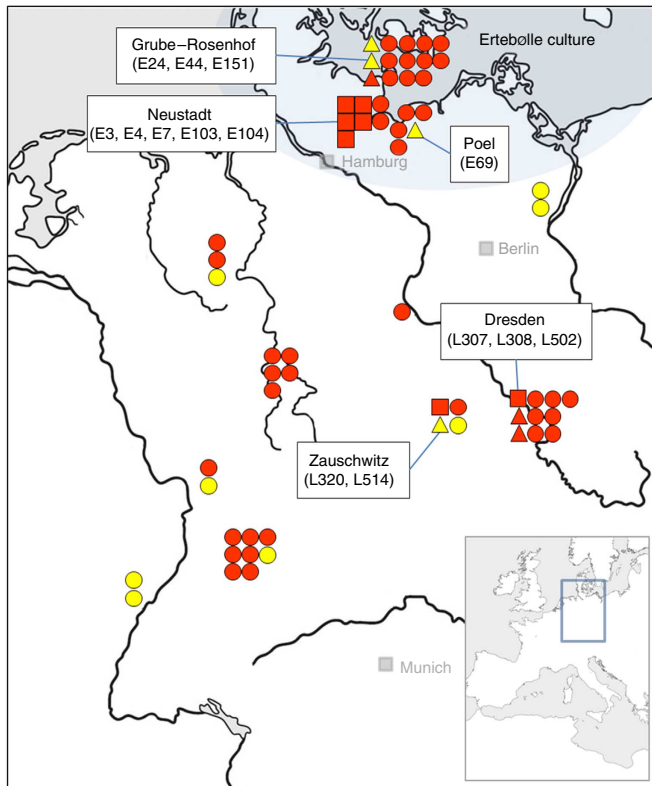 Grube–Rosenhof
(E24, E44, E151)
Ertebølle culture
Neustadt
(E3, E4, E7, E103, E104)
Poel
(E69)
Hamburg
Berlin
Dresden
(L307, L308, L502)
Zauschwitz
(L320, L514)
Munich